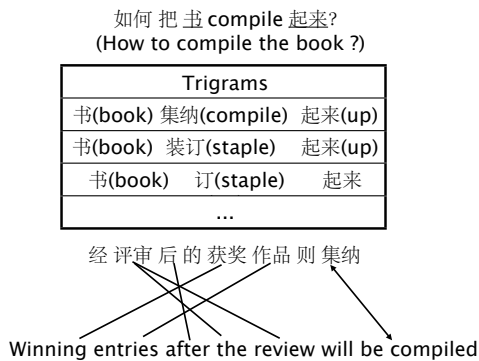 如何 把 书 compile 起来?
(How to compile the book ?)
Trigrams
书(book) 集纳(compile) 起来(up)
书(book) 装订(staple) 起来(up)
书(book) 订(staple) 起来
...
经 评审 后 的 获奖 作品 则 集纳
Winning entries after the review will be compiled